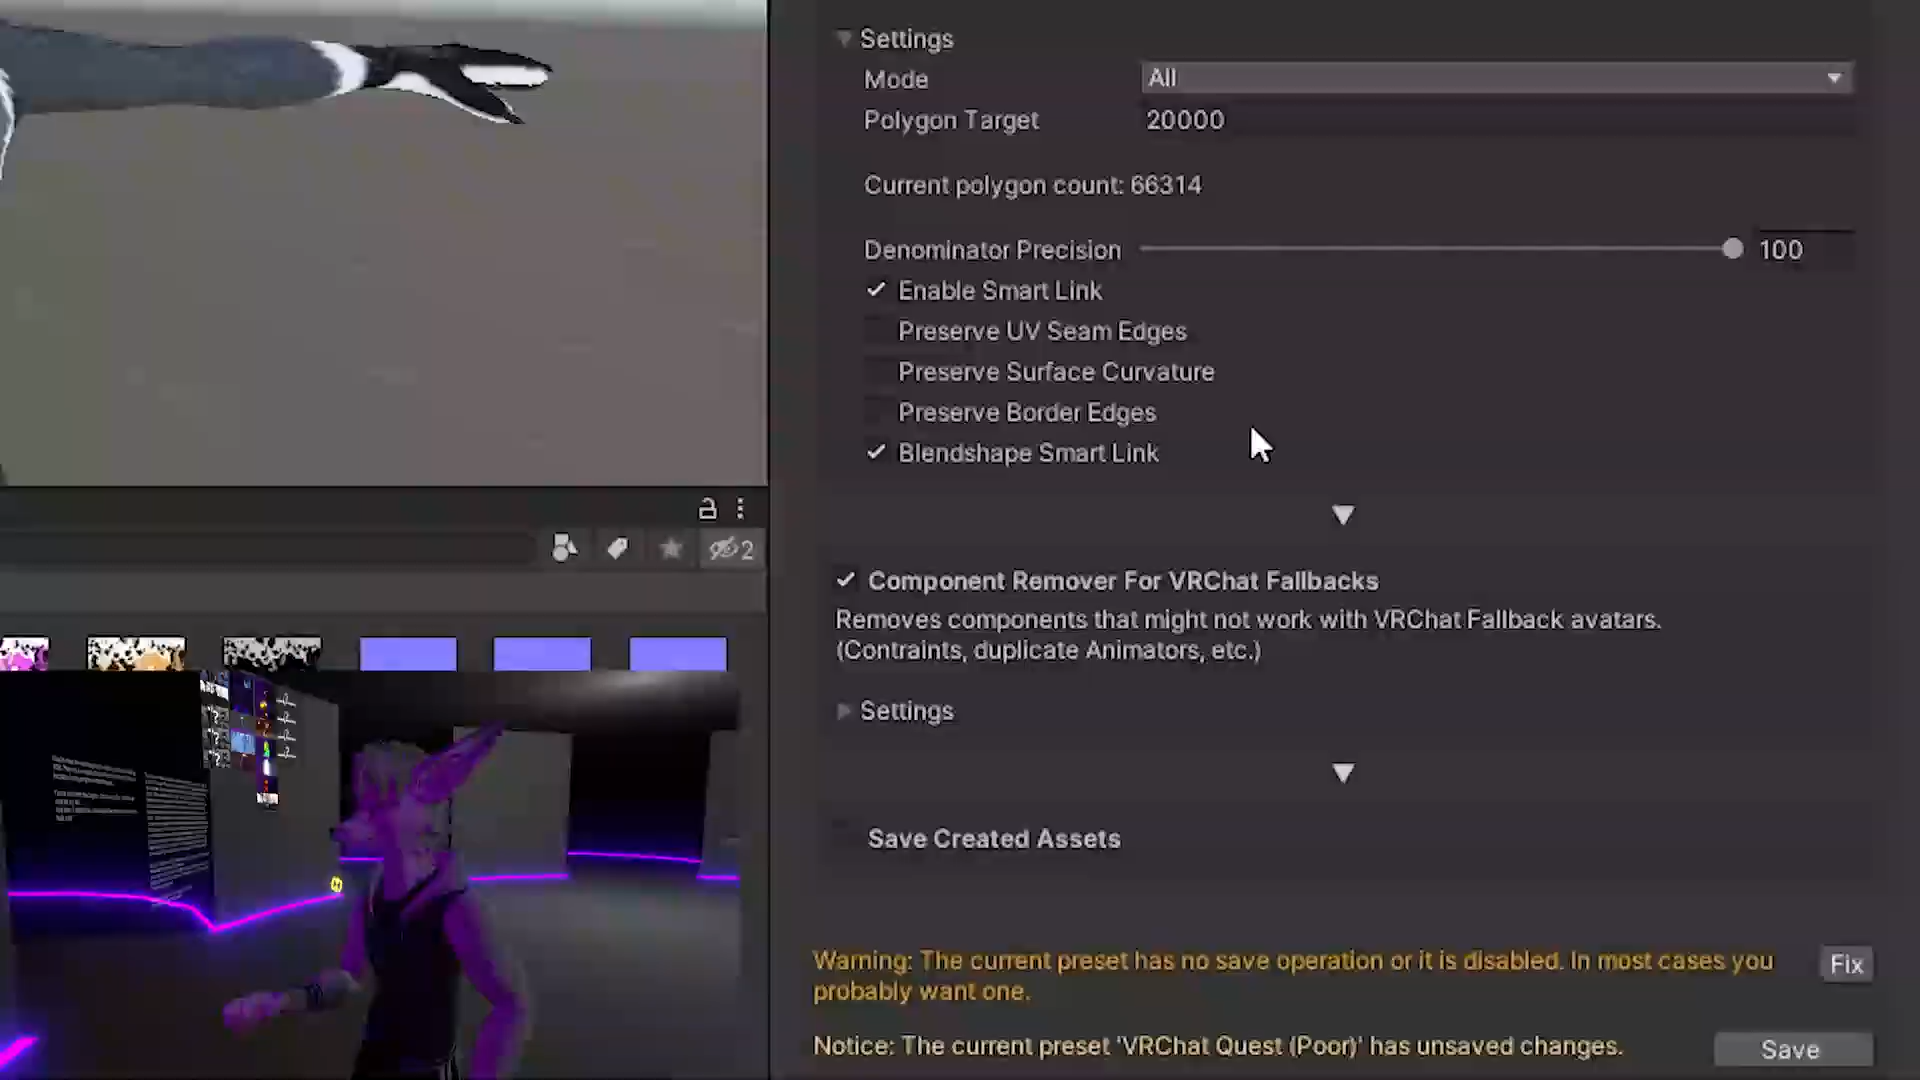 Settings
Mode All
Polygon Target 20000
Current polygon count: 66314
Denominator Precision 100
Enable Smart Link
Preserve UV Seam Edges
Preserve Surface Curvature
Preserve Border Edges
Blendshape Smart Link
2
Component Remover For VRChat Fallbacks
Removes components that might not work with VRChat Fallback avatars.
(Contraints, duplicate Animators, etc.)
Settings
Save Created Assets
Warning: The current preset has no save operation or it is disabled. In most cases you
probably want one.
Fix
Notice: The current preset 'VRChat Quest (Poor)' has unsaved changes.
Save